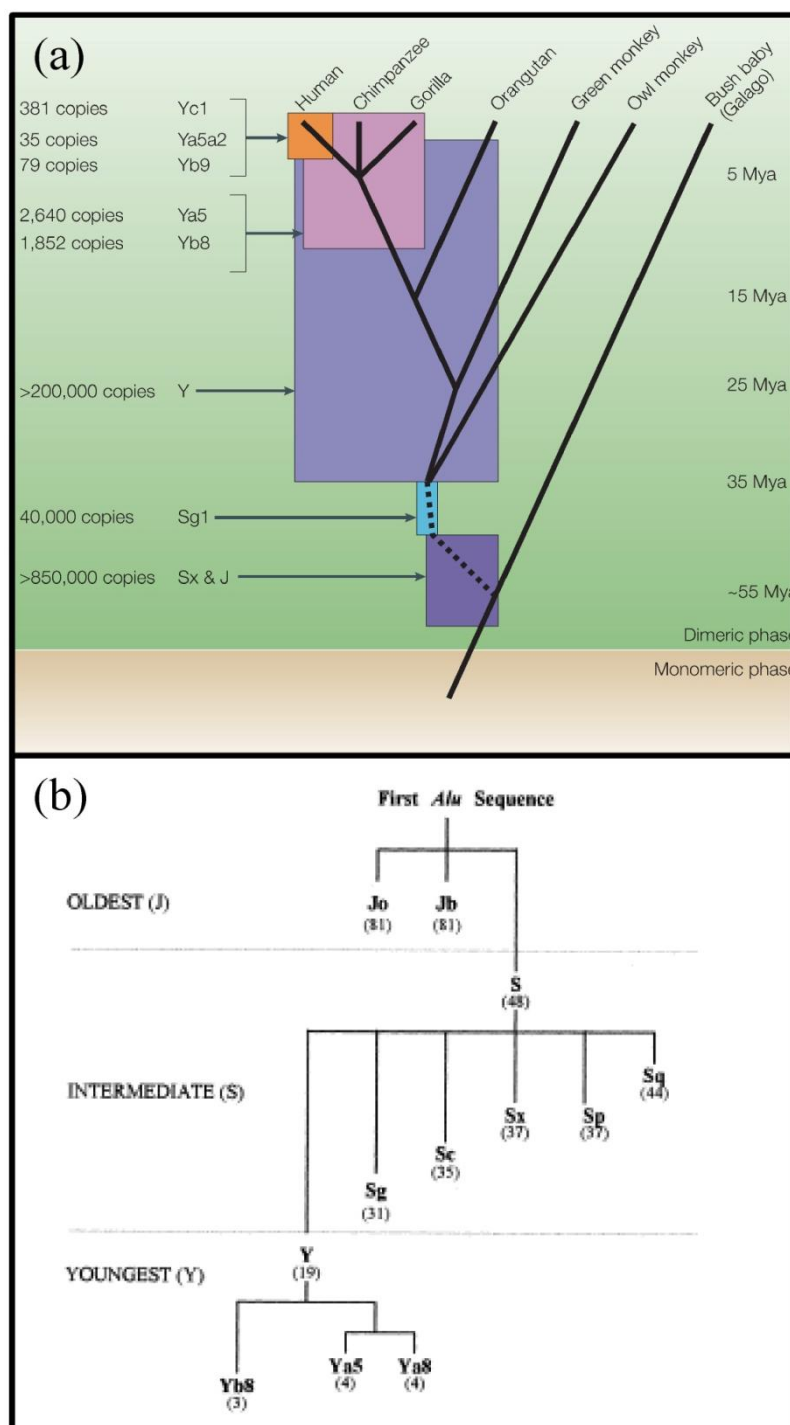 (a)
Human
Chimpanzee
Gorilla
Orangutan
Green monkey
Owl monkey
Bush baby
(Galago)
381 copies Yc1
35 copies Ya5a2
79 copies Yb9
5 Mya
2,640 copies Ya5
1,852 copies Yb8
15 Mya
>200,000 copies Y
25 Mya
35 Mya
40,000 copies Sg1
>850,000 copies Sx & J
~55 Mya
Dimeric phase
Monomeric phase
(b)
First Alu Sequence
OLDEST (J)
Jo Jb
(81) (81)
S
(48)
INTERMEDIATE (S)
Sq
(44)
Sx Sp
(37) (37)
Sc
(35)
Sg
(31)
YOUNGEST (Y)
Y
(19)
Yb8 Ya5 Ya8
(3) (4) (4)